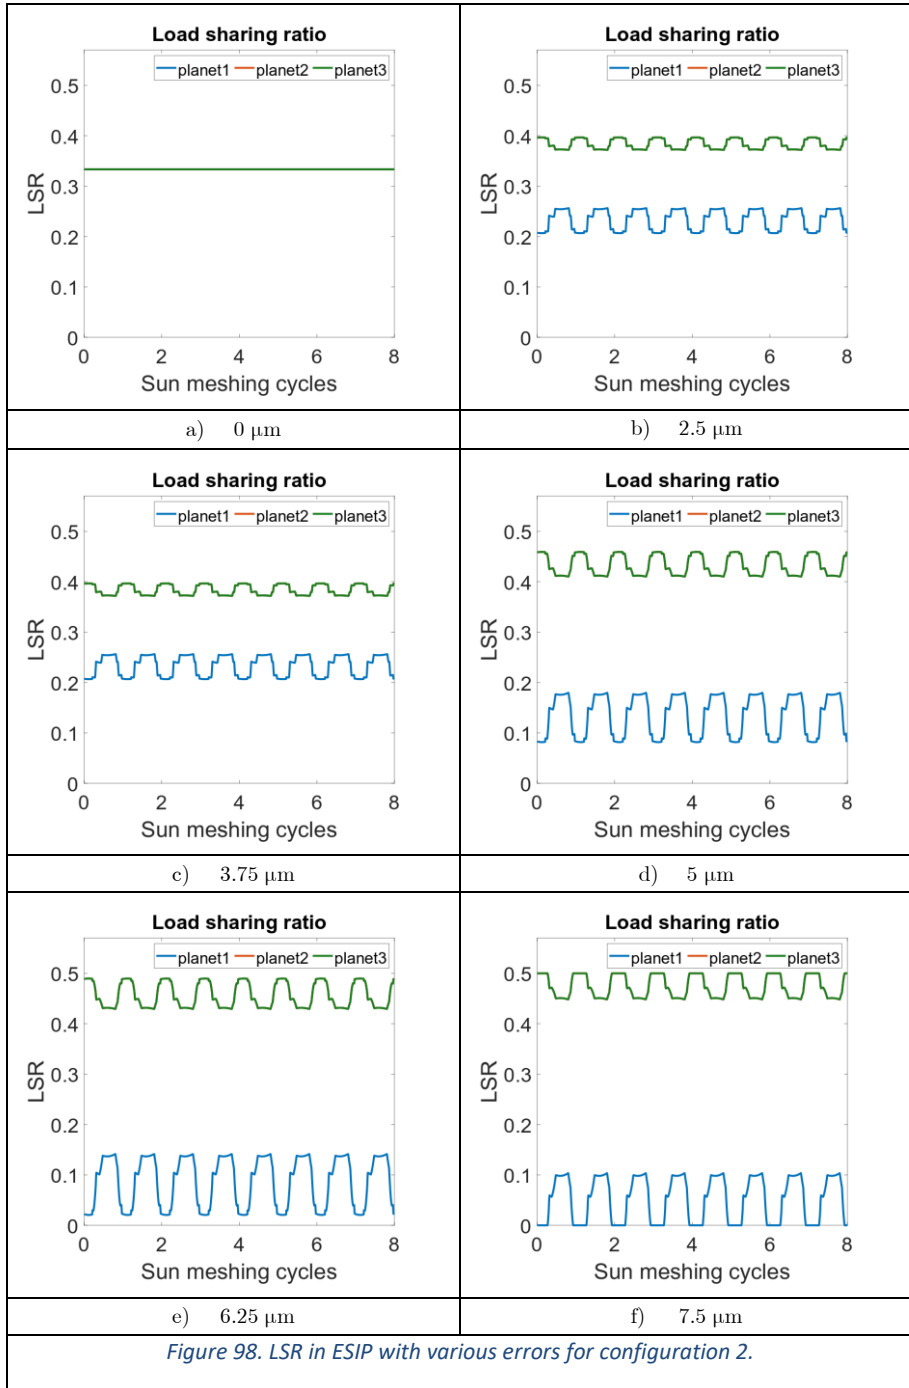 Load sharing ratio
planet1 planet2 planet3
LSR
0.5
0.4
0.3
0.2
0.1
0
0 2 4 6 8
Sun meshing cycles
a) 0 μm
Load sharing ratio
planet1 planet2 planet3
LSR
0.5
0.4
0.3
0.2
0.1
0
0 2 4 6 8
Sun meshing cycles
b) 2.5 μm
Load sharing ratio
planet1 planet2 planet3
LSR
0.5
0.4
0.3
0.2
0.1
0
0 2 4 6 8
Sun meshing cycles
c) 3.75 μm
Load sharing ratio
planet1 planet2 planet3
LSR
0.5
0.4
0.3
0.2
0.1
0
0 2 4 6 8
Sun meshing cycles
d) 5 μm
Load sharing ratio
planet1 planet2 planet3
LSR
0.5
0.4
0.3
0.2
0.1
0
0 2 4 6 8
Sun meshing cycles
e) 6.25 μm
Load sharing ratio
planet1 planet2 planet3
LSR
0.5
0.4
0.3
0.2
0.1
0
0 2 4 6 8
Sun meshing cycles
f) 7.5 μm
Figure 98. LSR in ESIP with various errors for configuration 2.